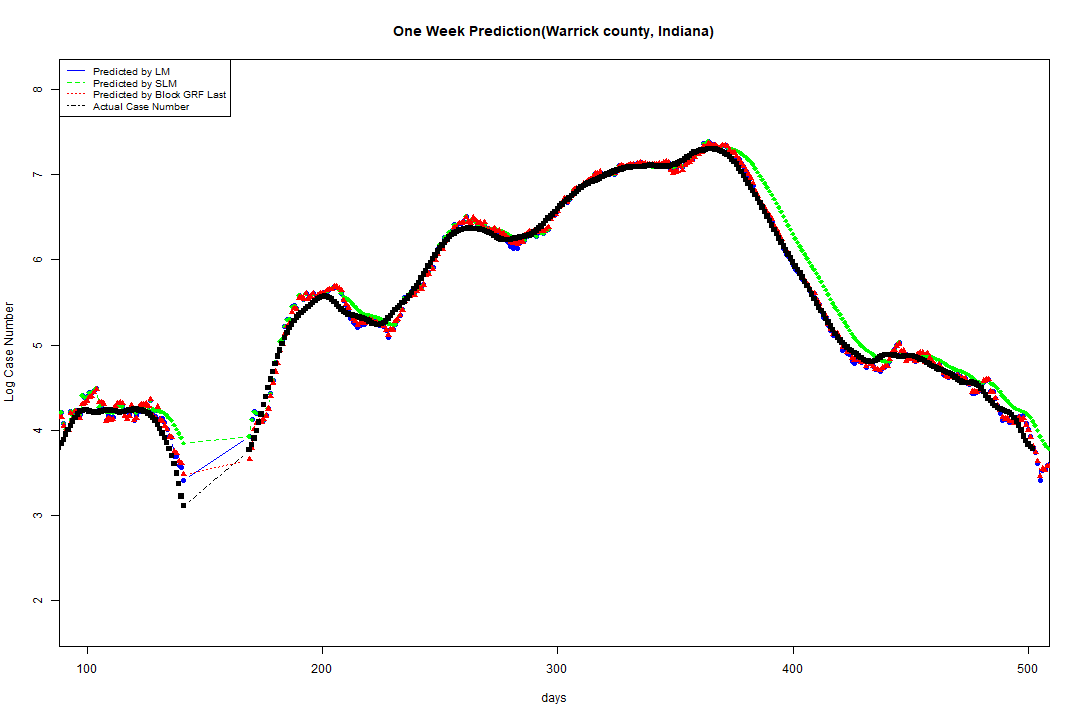 One Week Prediction(Warrick county, Indiana)
Predicted by LM
Predicted by SLM
Predicted by Block GRF Last
Actual Case Number
8
7
6
5
4
3
2
Log Case Number
100 200 300 400 500
days